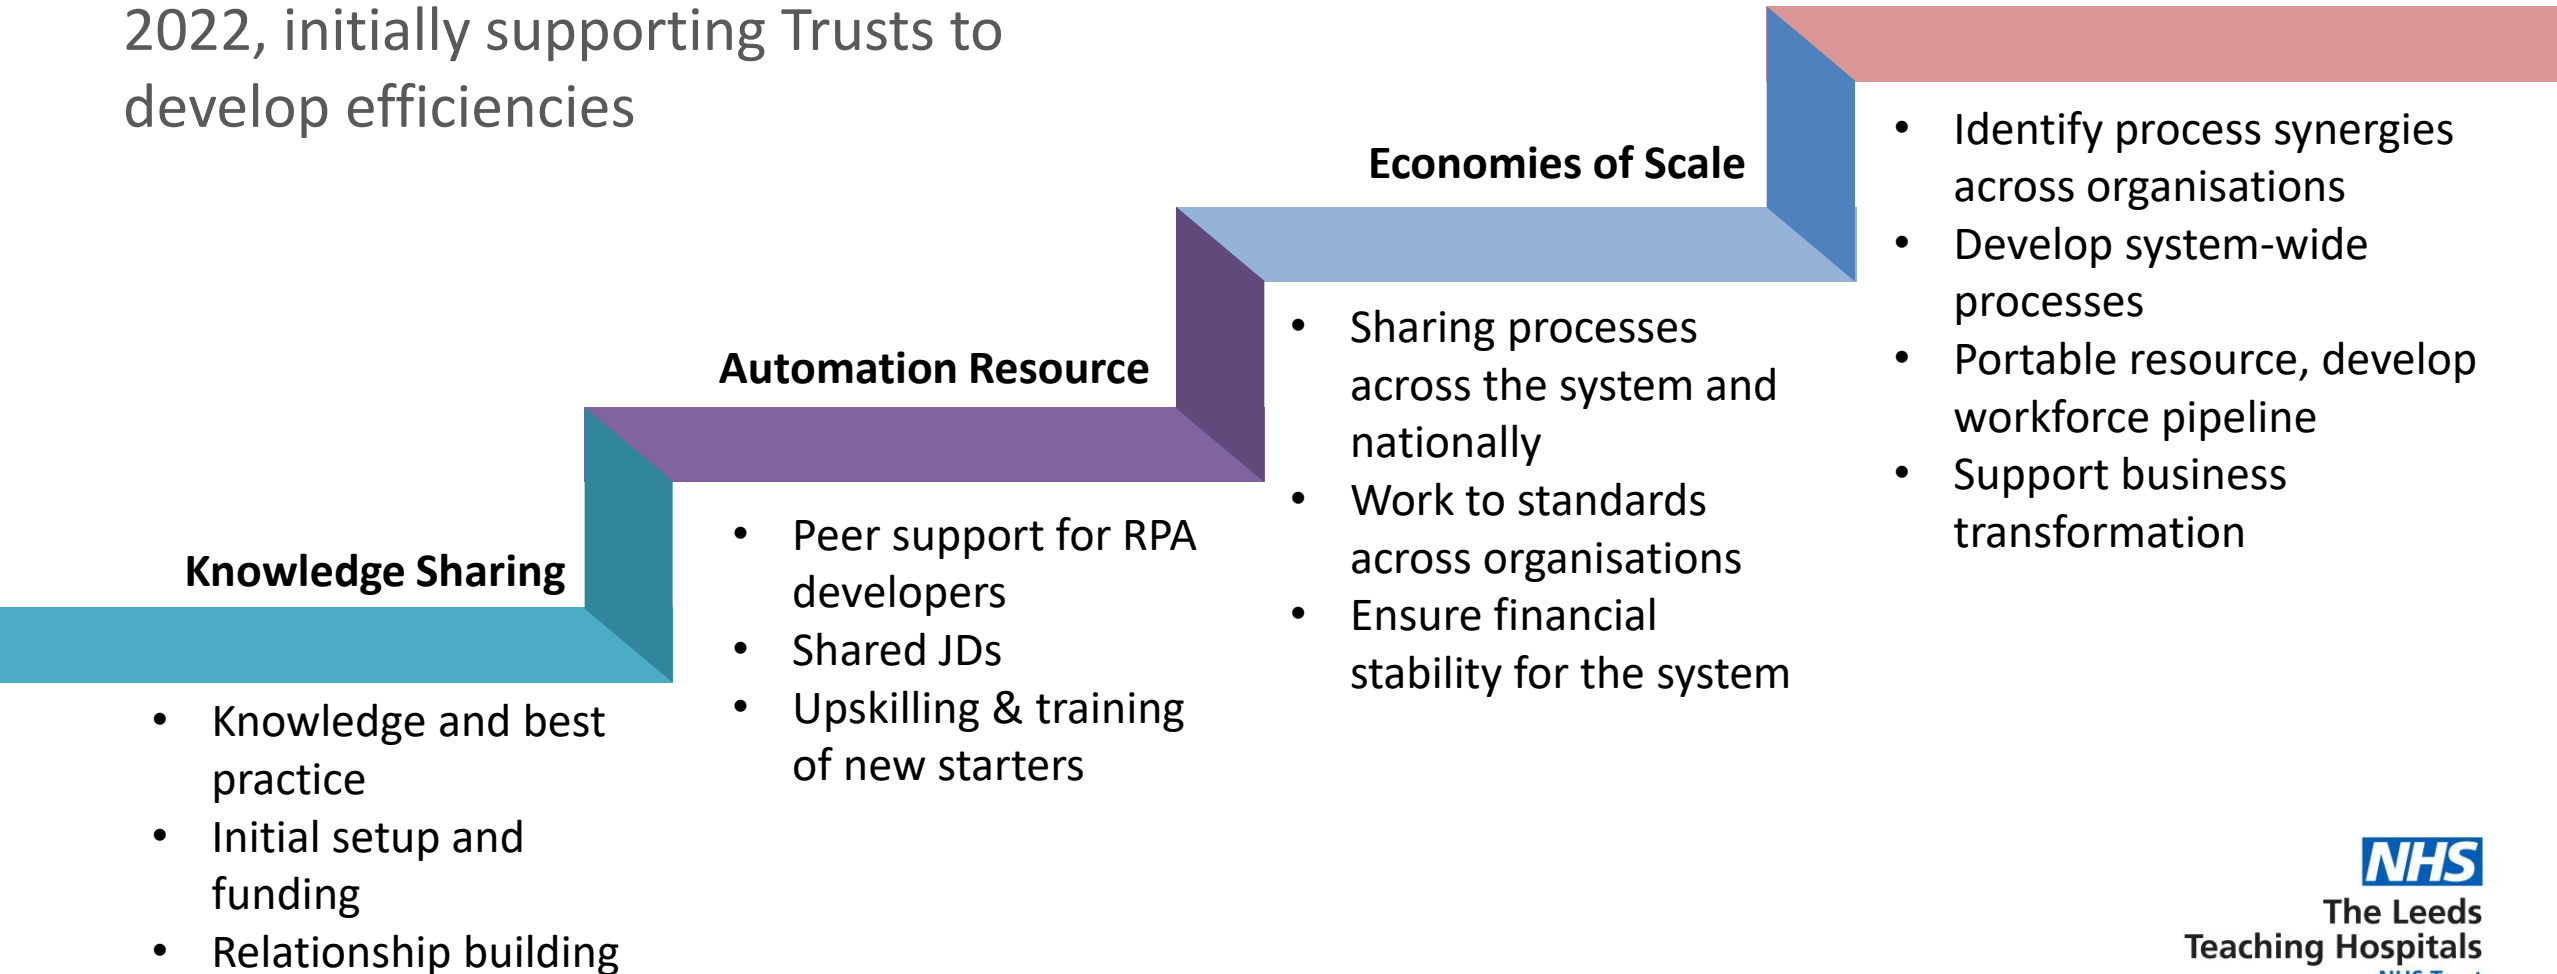 2022, initially supporting Trusts to
develop efficiencies
Knowledge Sharing
• Knowledge and best
practice
• Initial setup and
funding
• Relationship building
Automation Resource
• Peer support for RPA
developers
• Shared JDs
• Upskilling & training
of new starters
Economies of Scale
• Sharing processes
across the system and
nationally
• Work to standards
across organisations
• Ensure financial
stability for the system
• Identify process synergies
across organisations
• Develop system-wide
processes
• Portable resource, develop
workforce pipeline
• Support business
transformation
NHS
The Leeds
Teaching Hospitals
NHS Trust